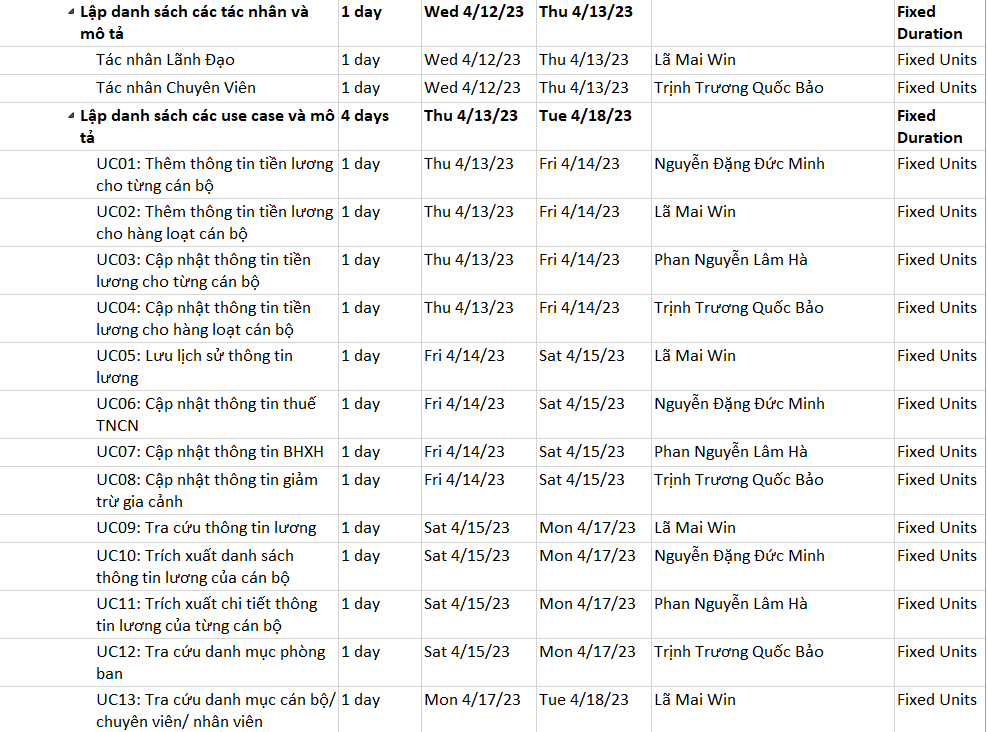 Lập danh sách các tác nhân và 1 day Wed 4/12/23 Thu 4/13/23 Fixed
mô tả Duration
Tác nhân Lãnh Đạo 1 day Wed 4/12/23 Thu 4/13/23 Lã Mai Win Fixed Units
Tác nhân Chuyên Viên 1 day Wed 4/12/23 Thu 4/13/23 Trịnh Trương Quốc Bảo Fixed Units
Lập danh sách các use case và mô 4 days Thu 4/13/23 Tue 4/18/23 Fixed
tả Duration
UC01: Thêm thông tin tiền lương 1 day Thu 4/13/23 Fri 4/14/23 Nguyễn Đặng Đức Minh Fixed Units
cho từng cán bộ
UC02: Thêm thông tin tiền lương 1 day Thu 4/13/23 Fri 4/14/23 Lã Mai Win Fixed Units
cho hàng loạt cán bộ
UC03: Cập nhật thông tin tiền 1 day Thu 4/13/23 Fri 4/14/23 Phan Nguyễn Lâm Hà Fixed Units
lương cho từng cán bộ
UC04: Cập nhật thông tin tiền 1 day Thu 4/13/23 Fri 4/14/23 Trịnh Trương Quốc Bảo Fixed Units
lương cho hàng loạt cán bộ
UC05: Lưu lịch sử thông tin 1 day Fri 4/14/23 Sat 4/15/23 Lã Mai Win Fixed Units
lương
UC06: Cập nhật thông tin thuế 1 day Fri 4/14/23 Sat 4/15/23 Nguyễn Đặng Đức Minh Fixed Units
TNCN
UC07: Cập nhật thông tin BHXH 1 day Fri 4/14/23 Sat 4/15/23 Phan Nguyễn Lâm Hà Fixed Units
UC08: Cập nhật thông tin giảm 1 day Fri 4/14/23 Sat 4/15/23 Trịnh Trương Quốc Bảo Fixed Units
trừ gia cảnh
UC09: Tra cứu thông tin lương 1 day Sat 4/15/23 Mon 4/17/23 Lã Mai Win Fixed Units
UC10: Trích xuất danh sách 1 day Sat 4/15/23 Mon 4/17/23 Nguyễn Đặng Đức Minh Fixed Units
thông tin lương của cán bộ
UC11: Trích xuất chi tiết thông 1 day Sat 4/15/23 Mon 4/17/23 Phan Nguyễn Lâm Hà Fixed Units
tin lương của từng cán bộ
UC12: Tra cứu danh mục phòng 1 day Sat 4/15/23 Mon 4/17/23 Trịnh Trương Quốc Bảo Fixed Units
ban
UC13: Tra cứu danh mục cán bộ/ 1 day Mon 4/17/23 Tue 4/18/23 Lã Mai Win Fixed Units
chuyên viên/ nhân viên